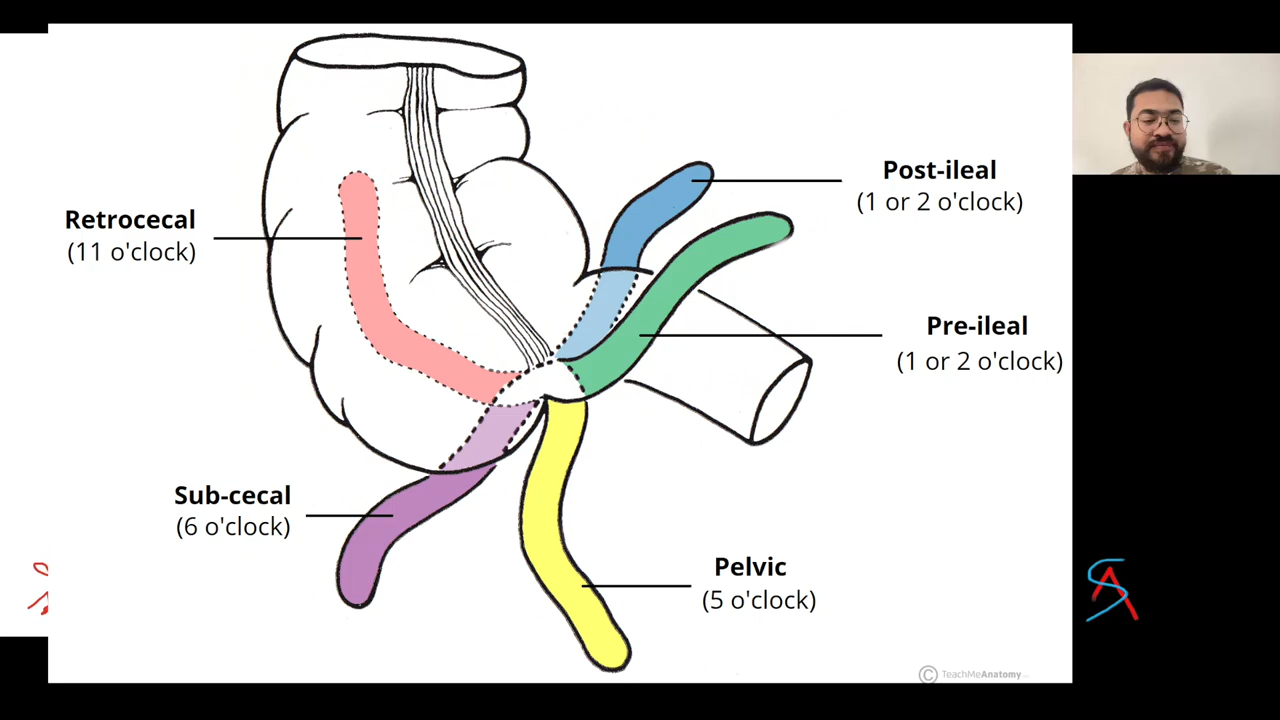 Post-ileal
(1 or 2 o'clock)
Retrocecal
(11 o'clock)
Pre-ileal
(1 or 2 o'clock)
Sub-cecal
(6 o'clock)
Pelvic
(5 o'clock)
© TeachMeAnatomy
SA